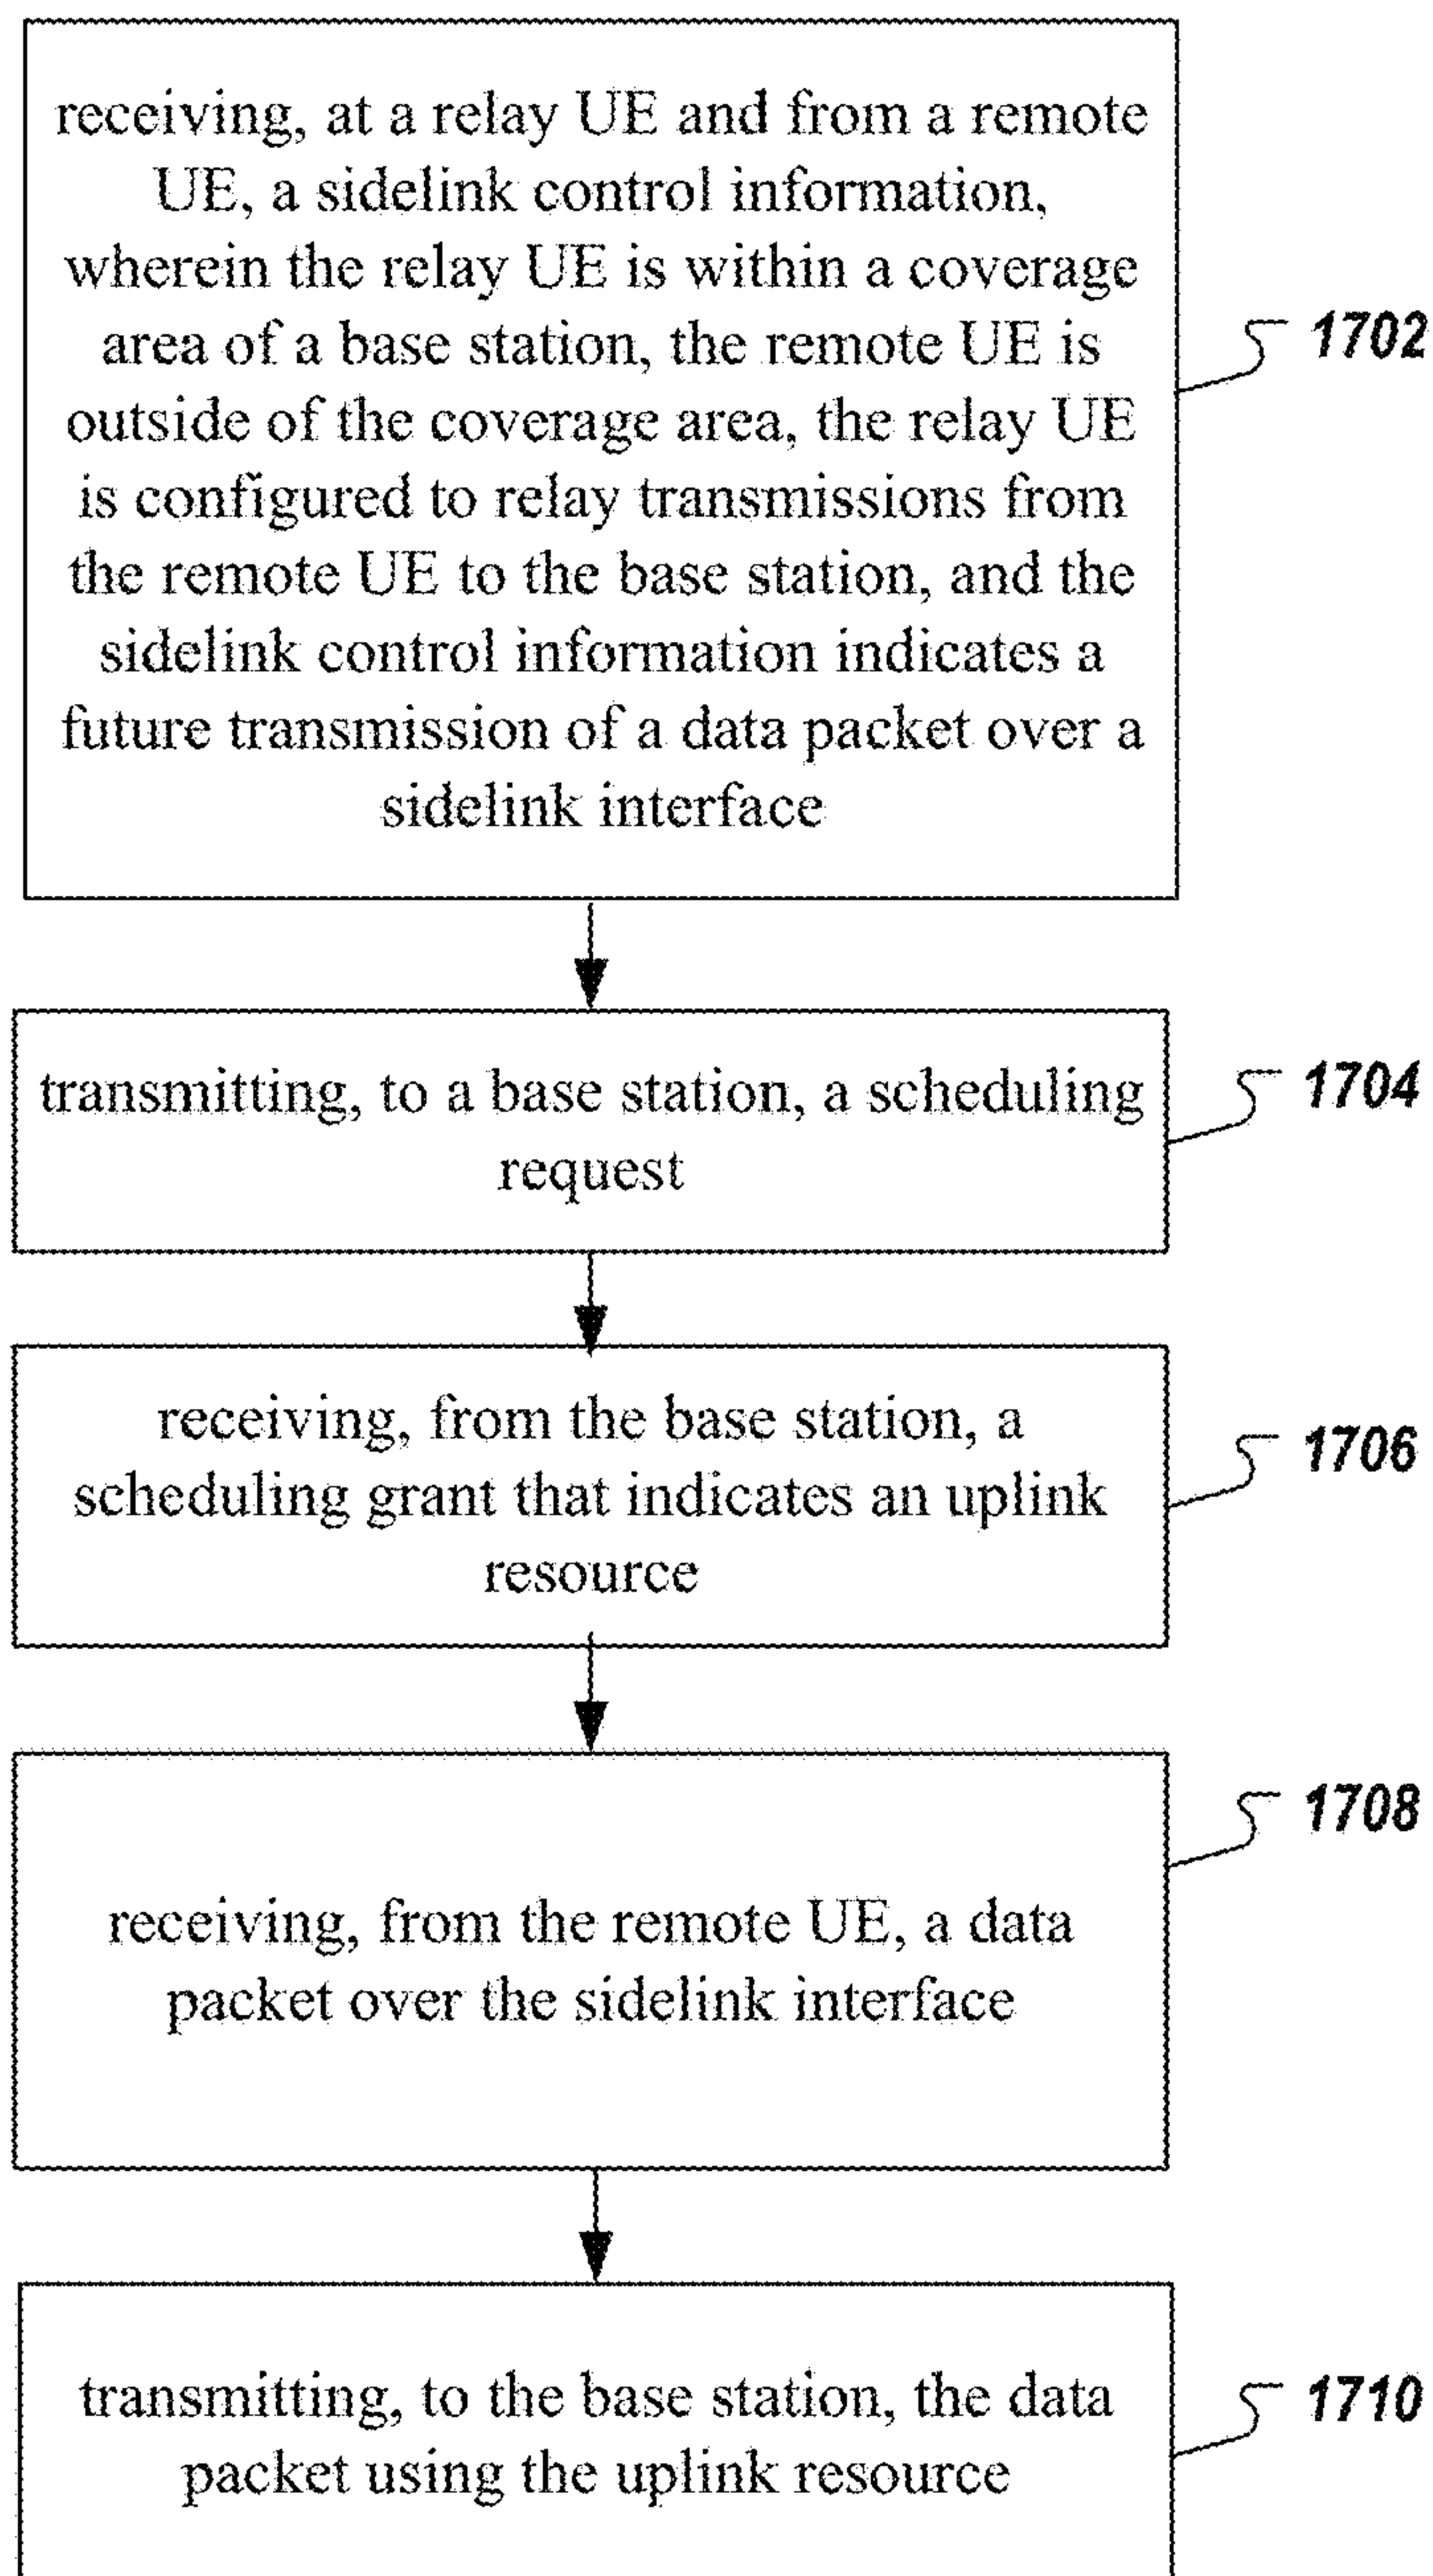 receiving, at a relay UE and from a remote
UE, a sidelink control information,
wherein the relay UE is within a coverage
area of a base station, the remote UE is
outside of the coverage area, the relay UE
is configured to relay transmissions from
the remote UE to the base station, and the
sidelink control information indicates a
future transmission of a data packet over a
sidelink interface
1702
transmitting, to a base station, a scheduling
request
1704
receiving, from the base station, a
scheduling grant that indicates an uplink
resource
1706
receiving, from the remote UE, a data
packet over the sidelink interface
1708
transmitting, to the base station, the data
packet using the uplink resource
1710